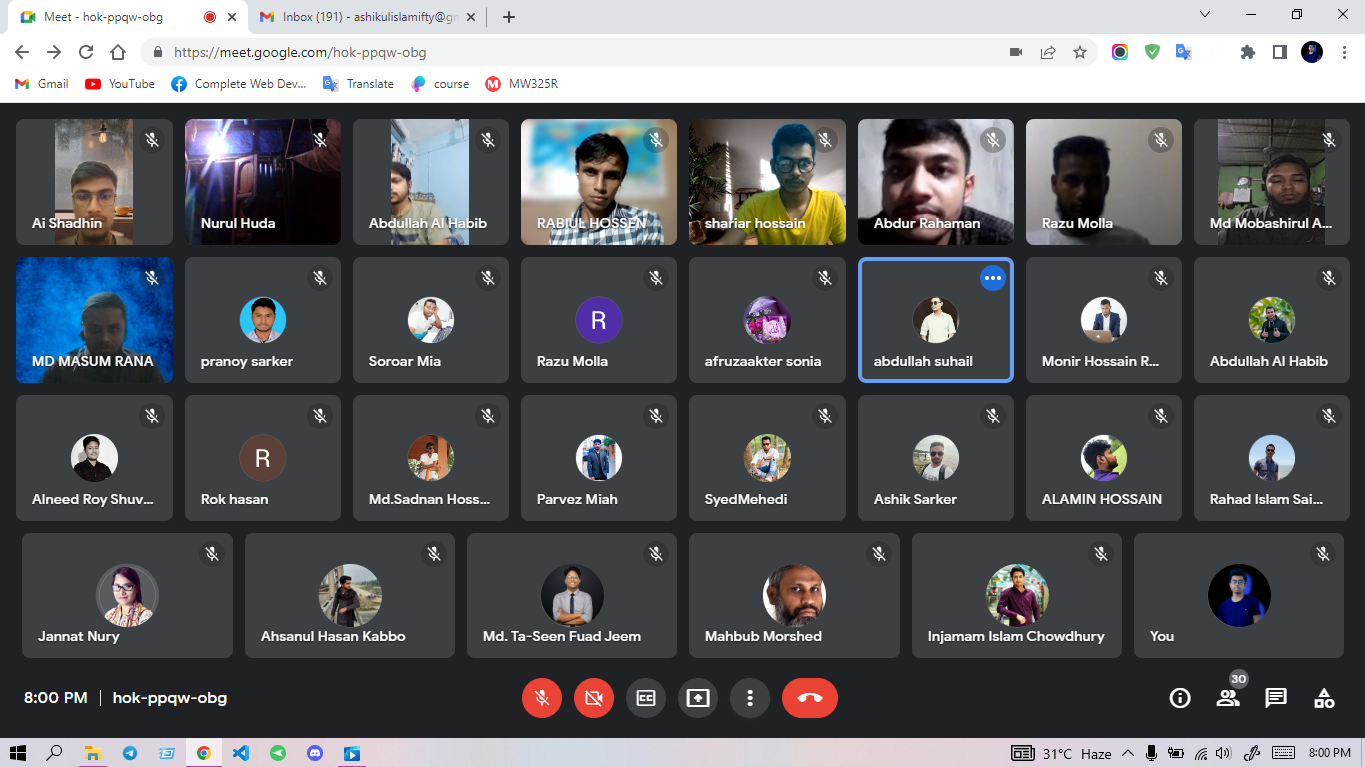 Meet - hok-ppqw-obg
Inbox (191) - ashikulislamifty@gm
https://meet.google.com/hok-ppqw-obg
Gmail YouTube Complete Web Dev... Translate course MW325R
Ai Shadhin Nurul Huda Abdullah Al Habib RABIUL HOSSEN shariar hossain Abdur Rahaman Razu Molla Md Mobashirul A...
MD MASUM RANA pranoy sarker Soroar Mia Razu Molla afruzaakter sonia abdullah suhail Monir Hossain R... Abdullah Al Habib
R
Alneed Roy Shuv... Rok hasan Md.Sadnan Hoss... Parvez Miah SyedMehedi Ashik Sarker ALAMIN HOSSAIN Rahad Islam Sai...
R
Jannat Nury Ahsanul Hasan Kabbo Md. Ta-Seen Fuad Jeem Mahbub Morshed Injamam Islam Chowdhury You
8:00 PM | hok-ppqw-obg
30
31°C Haze 8:00 PM